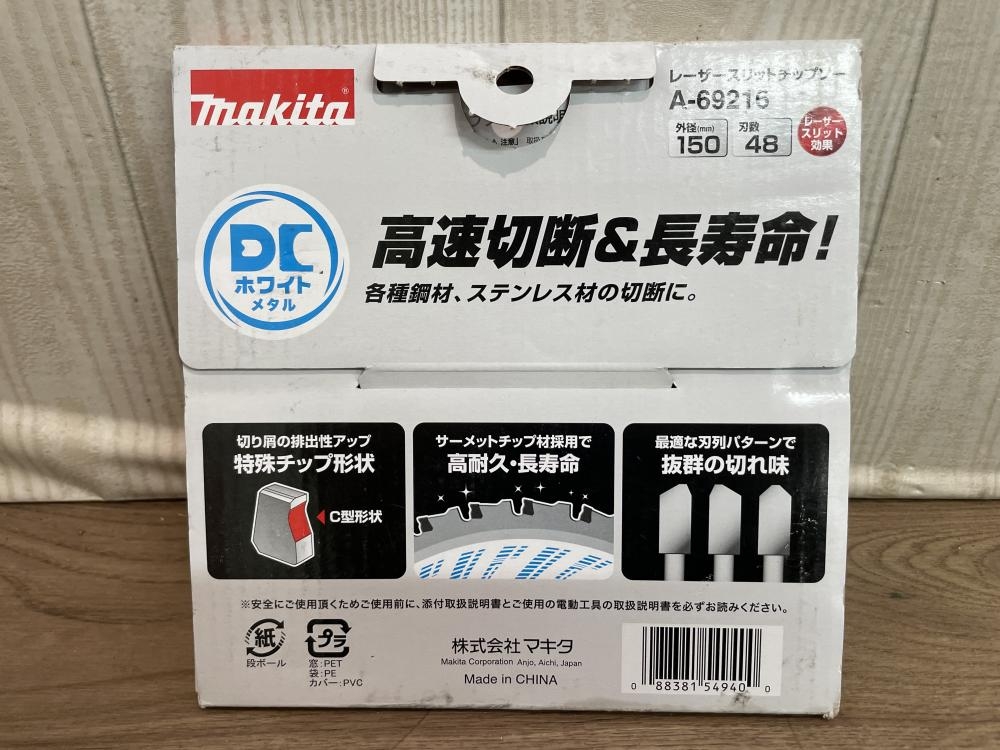 makita®
レーザースリットチップソー
A-69216
外径(mm)
150
刃数
48
レーザー
スリット
効果
注意」
DC
ホワイト
メタル
高速切断&長寿命!
各種鋼材、ステンレス材の切断に。
切り屑の排出性アップ
特殊チップ形状
C型形状
サーメットチップ材採用で
高耐久・長寿命
最適な刃列パターンで
抜群の切れ味
※安全にご使用頂くためご使用前に、添付取扱説明書とご使用の電動工具の取扱説明書を必ずお読みください。
紙
段ボール
プラ
窓:PET
袋:PE
カバー:PVC
株式会社マキタ
Makita Corporation Anjo, Aichi, Japan
Made in CHINA
0 88381 54940 0